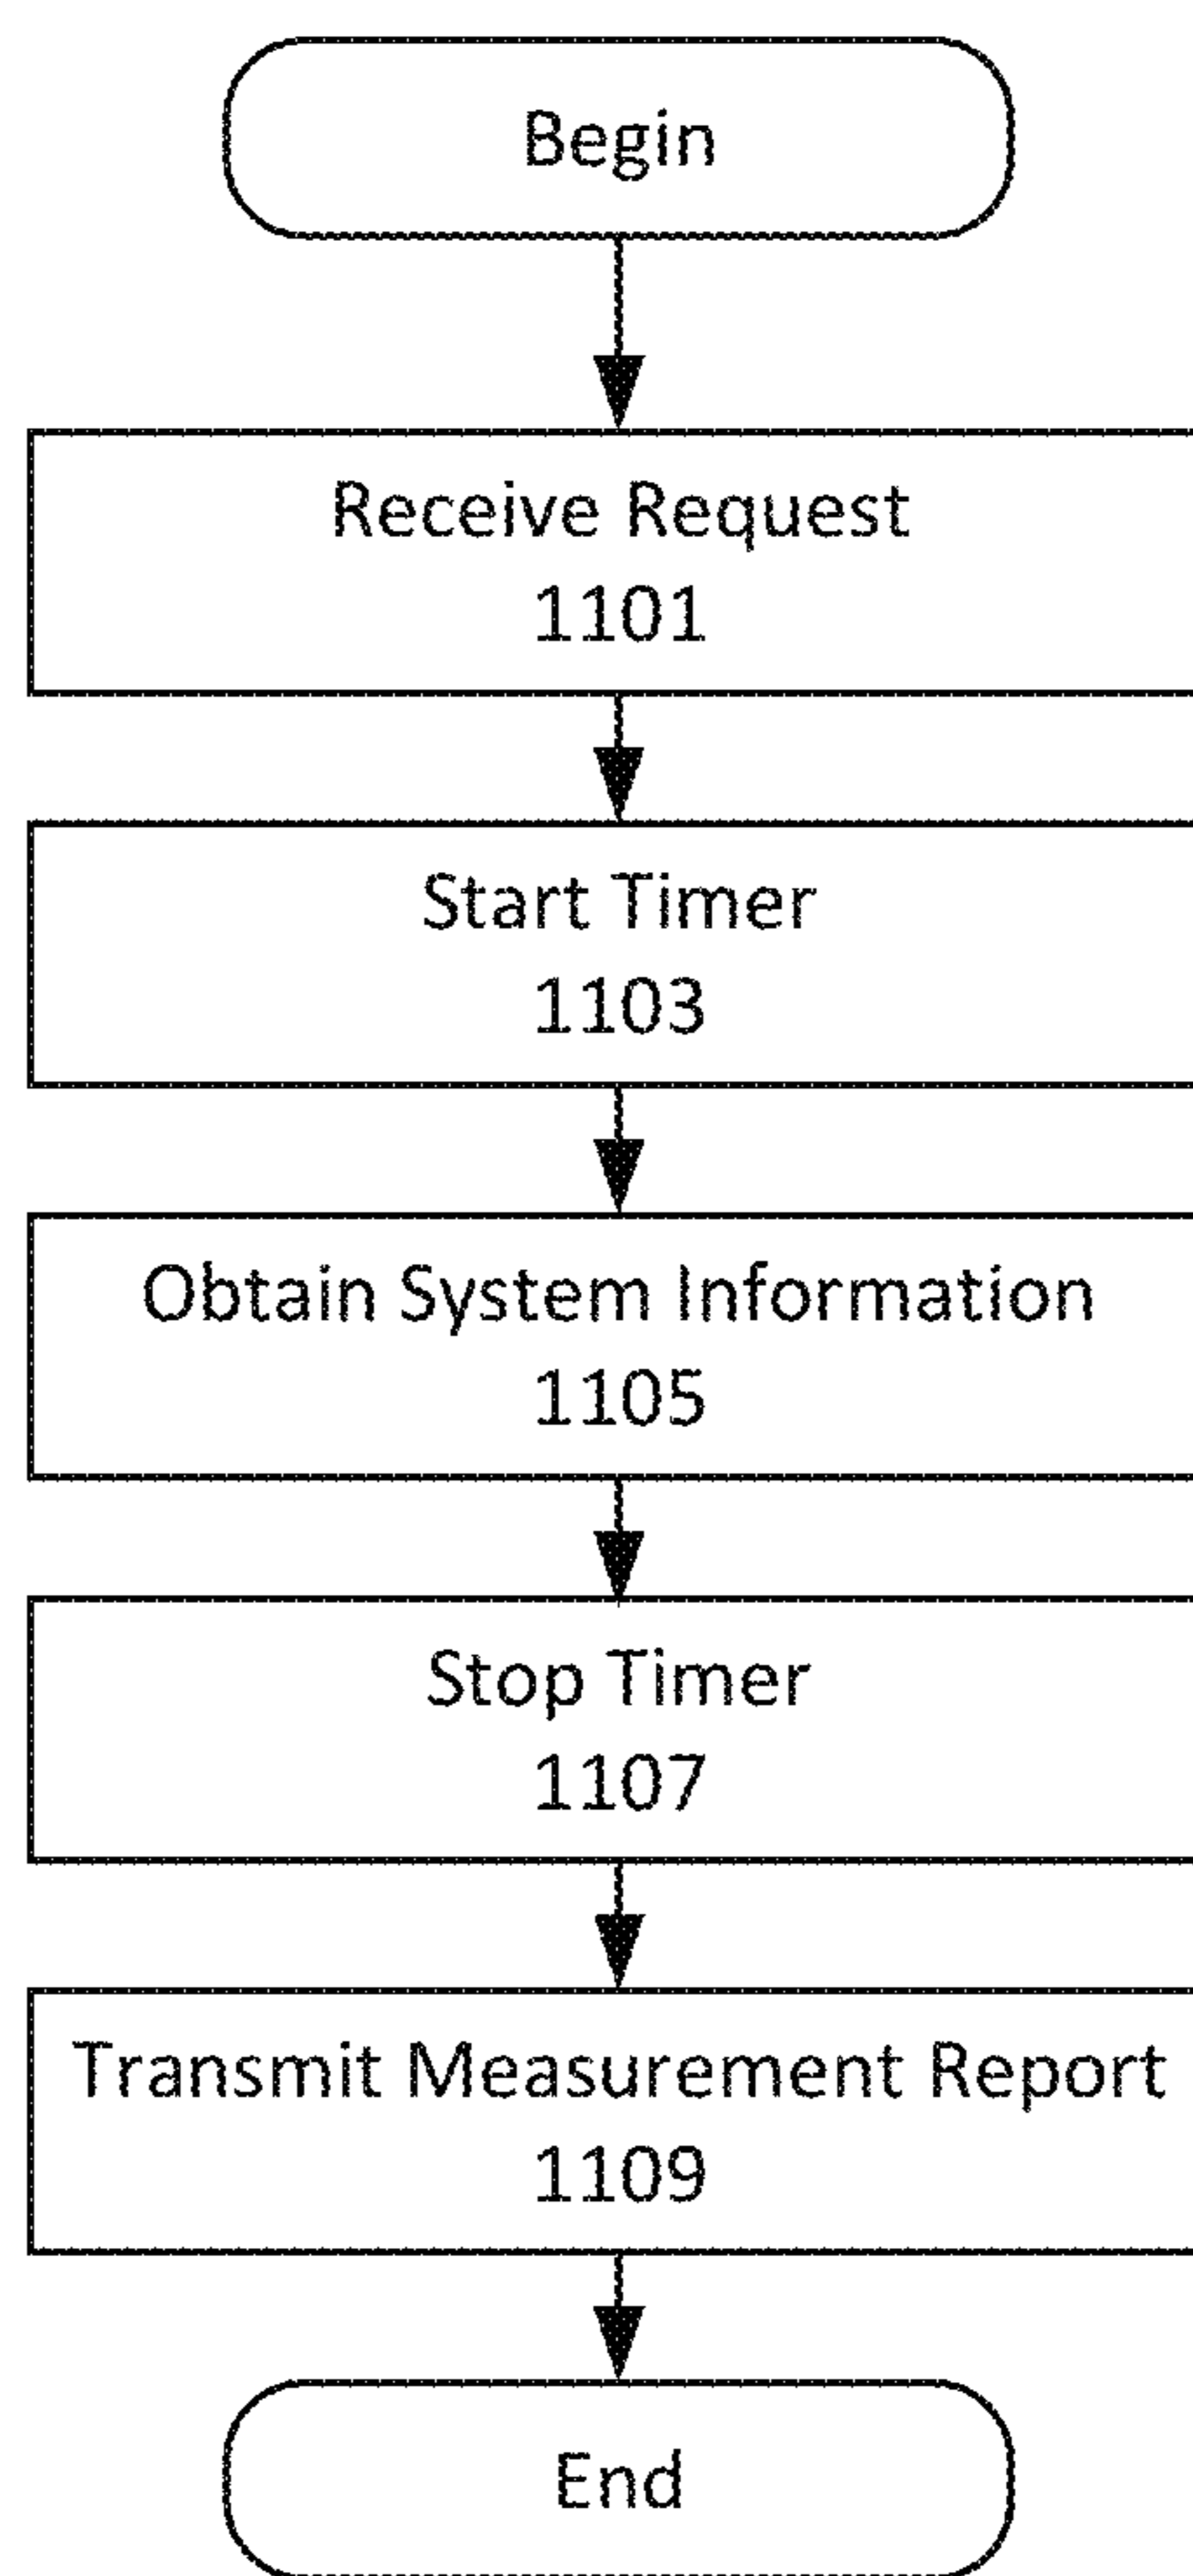 Begin
Receive Request
1101
Start Timer
1103
Obtain System Information
1105
Stop Timer
1107
Transmit Measurement Report
1109
End